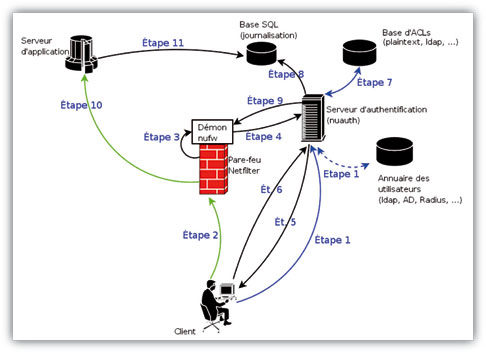 Serveur
d'application
Base SQL
(journalisation)
Base d'ACLs
(plaintext, ldap, ...)
Étape 11
Étape 8
Étape 7
Étape 10
Étape 9
Serveur d'authentification
(nuauth)
Étape 3
Démon
nufw
Étape 4
Pare-feu
Netfilter
Étape 1
Annuaire des
utilisateurs
(ldap, AD, Radius, ...)
Ét. 6
Ét. 5
Étape 2
Étape 1
Client